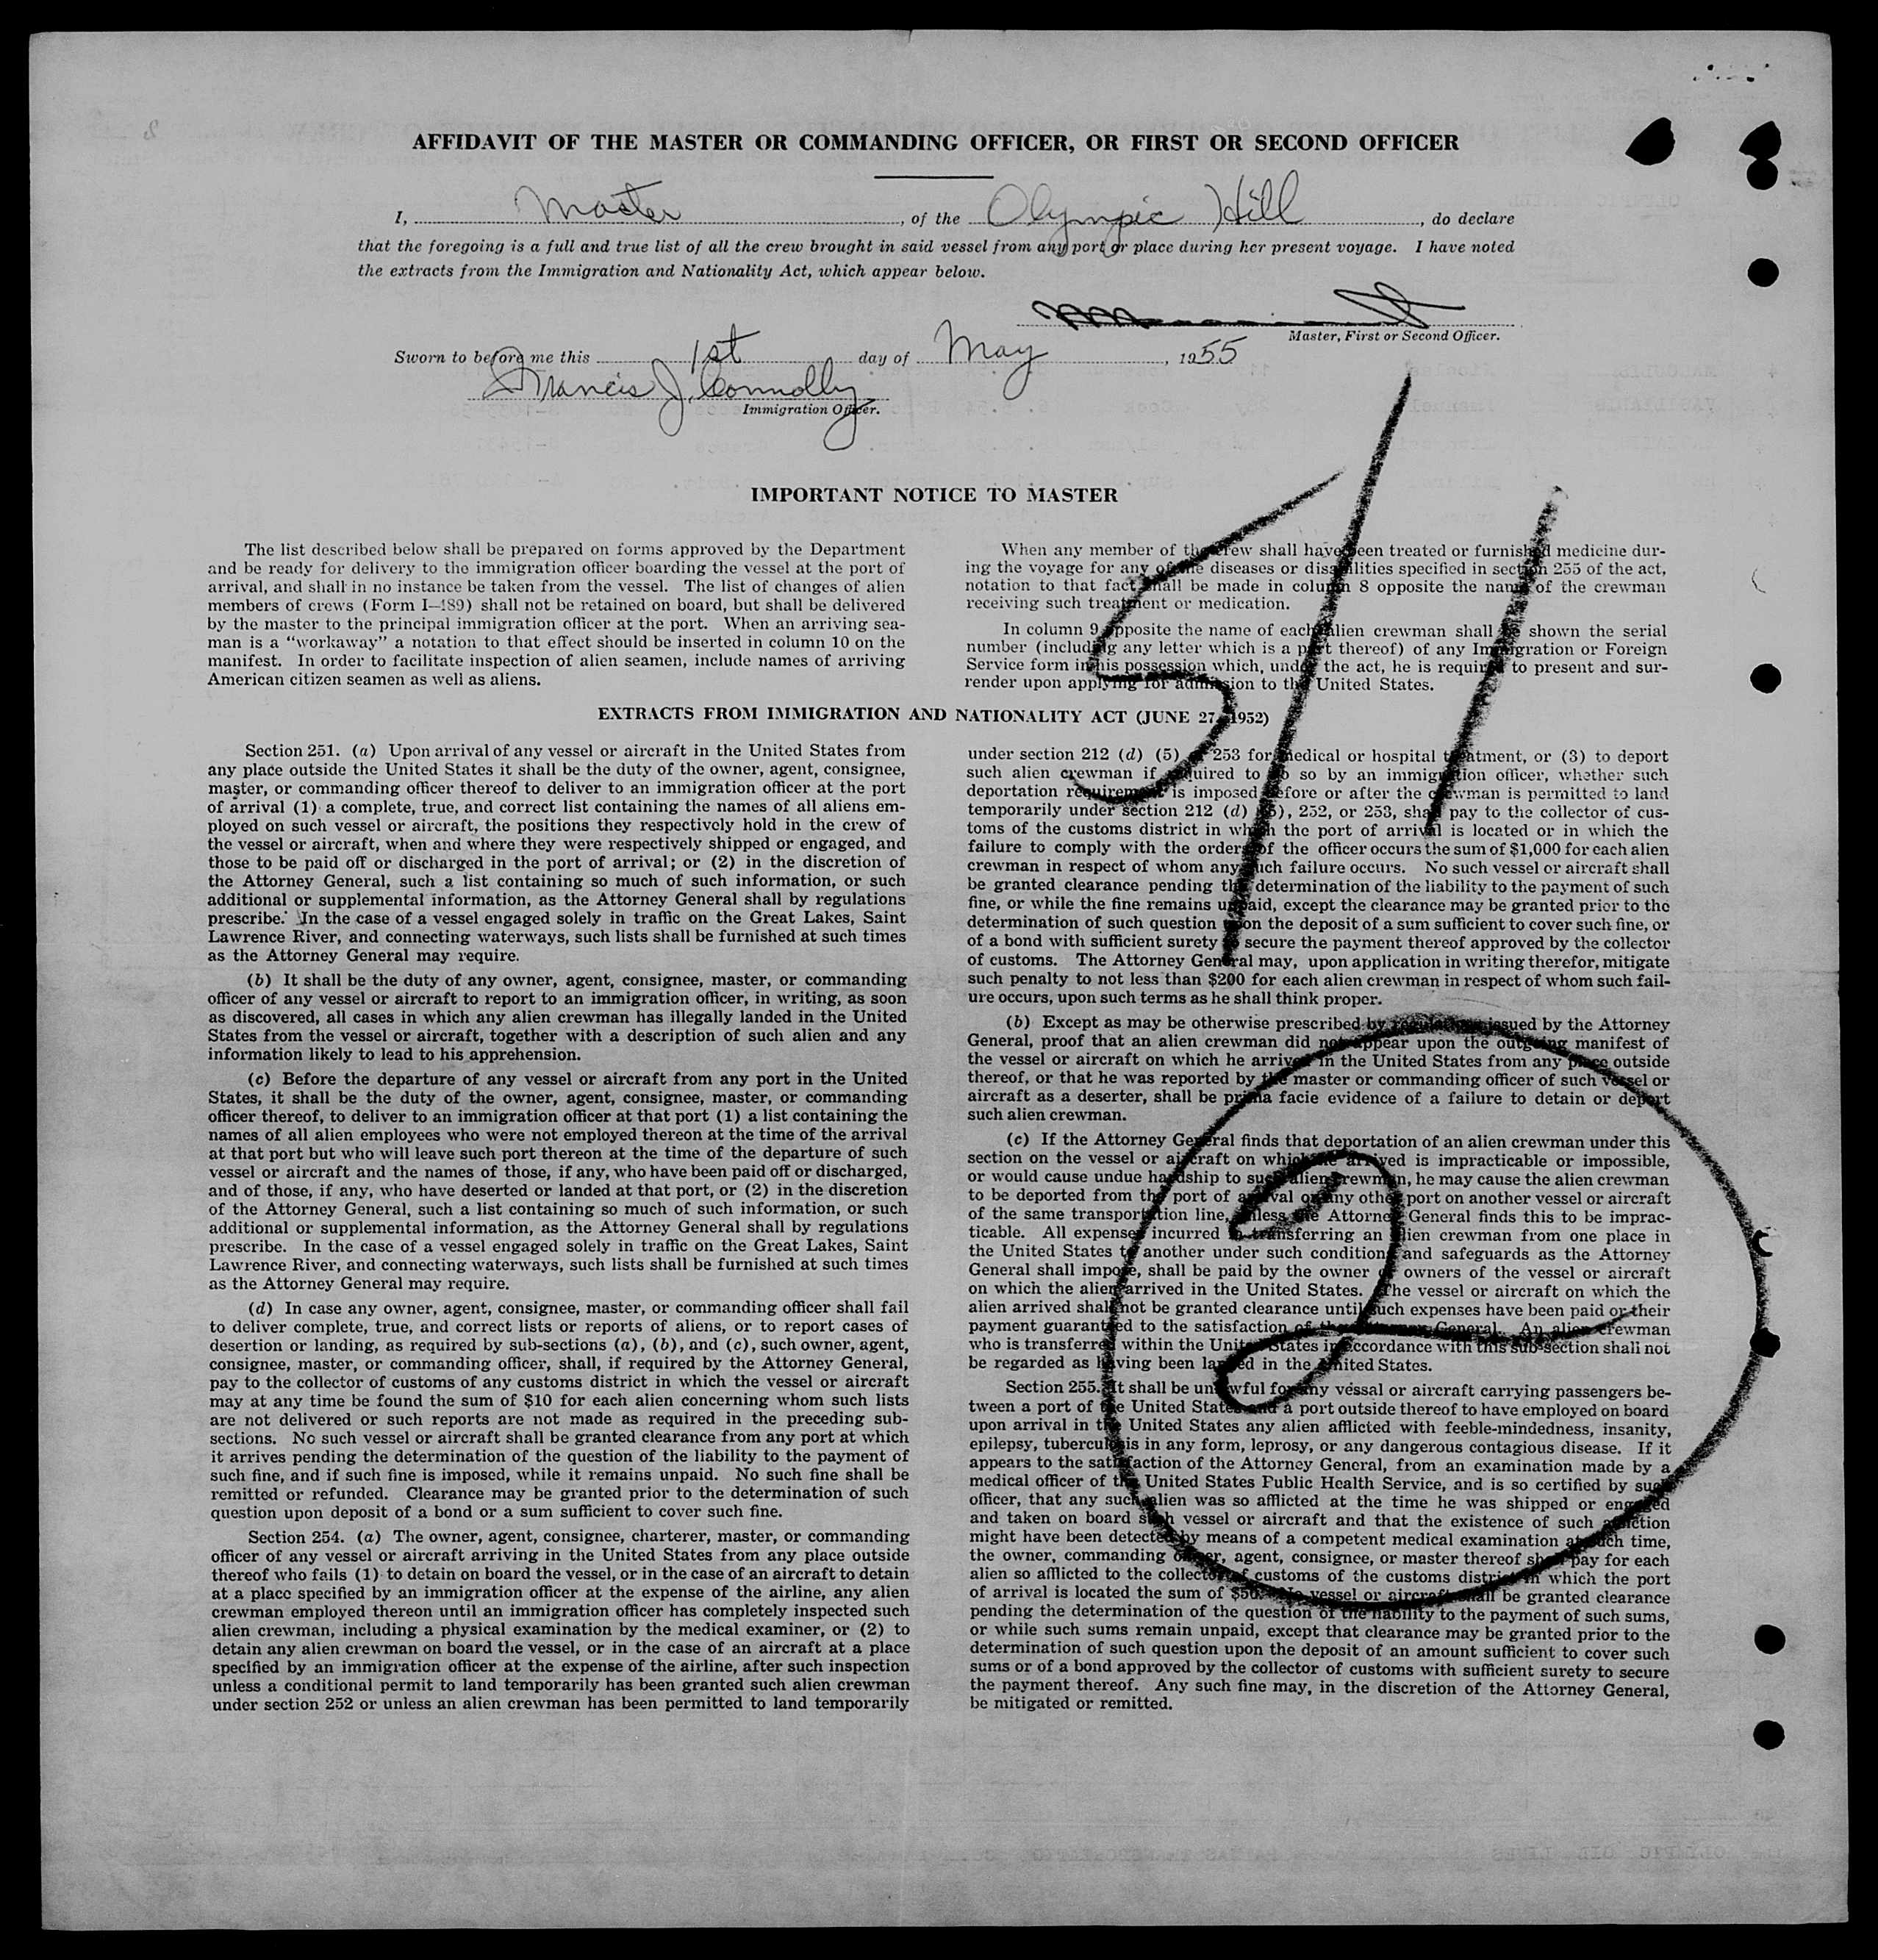 AFFIDAVIT OF THE MASTER OR COMMANDING OFFICER, OR FIRST OR SECOND OFFICER
I, Master, of the Olympic Hill, do declare
that the foregoing is a full and true list of all the crew brought in said vessel from any port or place during her present voyage. I have noted
the extracts from the Immigration and Nationality Act, which appear below.
Master, First or Second Officer.
Sworn to before me this 1st day of May, 1955
Francis J. Connolly
Immigration Officer.
IMPORTANT NOTICE TO MASTER
The list described below shall be prepared on forms approved by the Department
and be ready for delivery to the immigration officer boarding the vessel at the port of
arrival, and shall in no instance be taken from the vessel. The list of changes of alien
members of crews (Form I-489) shall not be retained on board, but shall be delivered
by the master to the principal immigration officer at the port. When an arriving sea-
man is a “workaway” a notation to that effect should be inserted in column 10 on the
manifest. In order to facilitate inspection of alien seamen, include names of arriving
American citizen seamen as well as aliens.
When any member of the crew shall have been treated or furnished medicine dur-
ing the voyage for any of the diseases or disabilities specified in section 255 of the act,
notation to that fact shall be made in column 8 opposite the name of the crewman
receiving such treatment or medication.
In column 9 opposite the name of each alien crewman shall be shown the serial
number (including any letter which is a part thereof) of any Immigration or Foreign
Service form in his possession which, under the act, he is required to present and sur-
render upon applying for admission to the United States.
EXTRACTS FROM IMMIGRATION AND NATIONALITY ACT (JUNE 27, 1952)
Section 251. (a) Upon arrival of any vessel or aircraft in the United States from
any place outside the United States it shall be the duty of the owner, agent, consignee,
master, or commanding officer thereof to deliver to an immigration officer at the port
of arrival (1) a complete, true, and correct list containing the names of all aliens em-
ployed on such vessel or aircraft, the positions they respectively hold in the crew of
the vessel or aircraft, when and where they were respectively shipped or engaged, and
those to be paid off or discharged in the port of arrival; or (2) in the discretion of
the Attorney General, such a list containing so much of such information, or such
additional or supplemental information, as the Attorney General shall by regulations
prescribe. In the case of a vessel engaged solely in traffic on the Great Lakes, Saint
Lawrence River, and connecting waterways, such lists shall be furnished at such times
as the Attorney General may require.
(b) It shall be the duty of any owner, agent, consignee, master, or commanding
officer of any vessel or aircraft to report to an immigration officer, in writing, as soon
as discovered, all cases in which any alien crewman has illegally landed in the United
States from the vessel or aircraft, together with a description of such alien and any
information likely to lead to his apprehension.
(c) Before the departure of any vessel or aircraft from any port in the United
States, it shall be the duty of the owner, agent, consignee, master, or commanding
officer thereof, to deliver to an immigration officer at that port (1) a list containing the
names of all alien employees who were not employed thereon at the time of the arrival
at that port but who will leave such port thereon at the time of the departure of such
vessel or aircraft and the names of those, if any, who have been paid off or discharged,
and of those, if any, who have deserted or landed at that port, or (2) in the discretion
of the Attorney General, such a list containing so much of such information, or such
additional or supplemental information, as the Attorney General shall by regulations
prescribe. In the case of a vessel engaged solely in traffic on the Great Lakes, Saint
Lawrence River, and connecting waterways, such lists shall be furnished at such times
as the Attorney General may require.
(d) In case any owner, agent, consignee, master, or commanding officer shall fail
to deliver complete, true, and correct lists or reports of aliens, or to report cases of
desertion or landing, as required by sub-sections (a), (b), and (c), such owner, agent,
consignee, master, or commanding officer, shall, if required by the Attorney General,
pay to the collector of customs of any customs district in which the vessel or aircraft
may at any time be found the sum of $10 for each alien concerning whom such lists
are not delivered or such reports are not made as required in the preceding sub-
sections. No such vessel or aircraft shall be granted clearance from any port at which
it arrives pending the determination of the question of the liability to the payment of
such fine, and if such fine is imposed, while it remains unpaid. No such fine shall be
remitted or refunded. Clearance may be granted prior to the determination of such
question upon deposit of a bond or a sum sufficient to cover such fine.
Section 254. (a) The owner, agent, consignee, charterer, master, or commanding
officer of any vessel or aircraft arriving in the United States from any place outside
thereof who fails (1) to detain on board the vessel, or in the case of an aircraft to detain
at a place specified by an immigration officer at the expense of the airline, any alien
crewman employed thereon until an immigration officer has completely inspected such
alien crewman, including a physical examination by the medical examiner, or (2) to
detain any alien crewman on board the vessel, or in the case of an aircraft at a place
specified by an immigration officer at the expense of the airline, after such inspection
unless a conditional permit to land temporarily has been granted such alien crewman
under section 252 or unless an alien crewman has been permitted to land temporarily
under section 212 (d) (5) or 253 for medical or hospital treatment, or (3) to deport
such alien crewman if required to do so by an immigration officer, whether such
deportation requirement is imposed before or after the crewman is permitted to land
temporarily under section 212 (d) (5), 252, or 253, shall pay to the collector of cus-
toms of the customs district in which the port of arrival is located or in which the
failure to comply with the orders of the officer occurs the sum of $1,000 for each alien
crewman in respect of whom any such failure occurs. No such vessel or aircraft shall
be granted clearance pending the determination of the liability to the payment of such
fine, or while the fine remains unpaid, except the clearance may be granted prior to the
determination of such question upon the deposit of a sum sufficient to cover such fine, or
of a bond with sufficient surety to secure the payment thereof approved by the collector
of customs. The Attorney General may, upon application in writing therefor, mitigate
such penalty to not less than $200 for each alien crewman in respect of whom such fail-
ure occurs, upon such terms as he shall think proper.
(b) Except as may be otherwise prescribed by regulations issued by the Attorney
General, proof that an alien crewman did not appear upon the outgoing manifest of
the vessel or aircraft on which he arrived in the United States from any place outside
thereof, or that he was reported by the master or commanding officer of such vessel or
aircraft as a deserter, shall be prima facie evidence of a failure to detain or deport
such alien crewman.
(c) If the Attorney General finds that deportation of an alien crewman under this
section on the vessel or aircraft on which he arrived is impracticable or impossible,
or would cause undue hardship to such alien crewman, he may cause the alien crewman
to be deported from the port of arrival or any other port on another vessel or aircraft
of the same transportation line, unless the Attorney General finds this to be imprac-
ticable. All expenses incurred in transferring an alien crewman from one place in
the United States to another under such conditions and safeguards as the Attorney
General shall impose, shall be paid by the owner or owners of the vessel or aircraft
on which the alien arrived in the United States. The vessel or aircraft on which the
alien arrived shall not be granted clearance until such expenses have been paid or their
payment guaranteed to the satisfaction of the Attorney General. An alien crewman
who is transferred within the United States in accordance with this sub-section shall not
be regarded as having been landed in the United States.
Section 255. It shall be unlawful for any vessal or aircraft carrying passengers be-
tween a port of the United States and a port outside thereof to have employed on board
upon arrival in the United States any alien afflicted with feeble-mindedness, insanity,
epilepsy, tuberculosis in any form, leprosy, or any dangerous contagious disease. If it
appears to the satisfaction of the Attorney General, from an examination made by a
medical officer of the United States Public Health Service, and is so certified by such
officer, that any such alien was so afflicted at the time he was shipped or engaged
and taken on board such vessel or aircraft and that the existence of such affliction
might have been detected by means of a competent medical examination at such time,
the owner, commanding officer, agent, consignee, or master thereof shall pay for each
alien so afflicted to the collector of customs of the customs district in which the port
of arrival is located the sum of $50. No vessel or aircraft shall be granted clearance
pending the determination of the question of the liability to the payment of such sums,
or while such sums remain unpaid, except that clearance may be granted prior to the
determination of such question upon the deposit of an amount sufficient to cover such
sums or of a bond approved by the collector of customs with sufficient surety to secure
the payment thereof. Any such fine may, in the discretion of the Attorney General,
be mitigated or remitted.
5/1
2